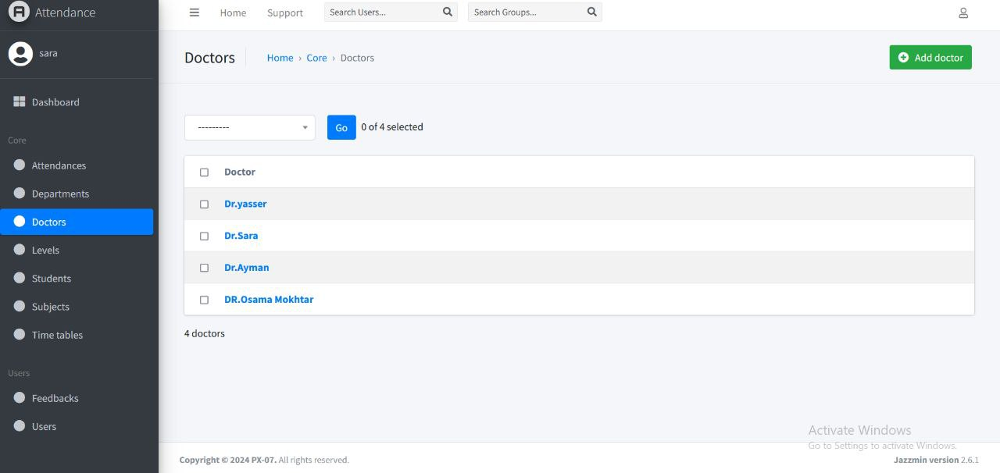 Attendance
Home Support Search Users... Search Groups...
sara
Doctors Home › Core › Doctors Add doctor
Dashboard
--------- Go 0 of 4 selected
Core
Attendances
Departments
Doctors
Levels
Students
Subjects
Time tables
Users
Feedbacks
Users
Doctor
Dr.yasser
Dr.Sara
Dr.Ayman
DR.Osama Mokhtar
4 doctors
Activate Windows
Go to Settings to activate Windows.
Copyright © 2024 PX-07. All rights reserved. Jazzmin version 2.6.1